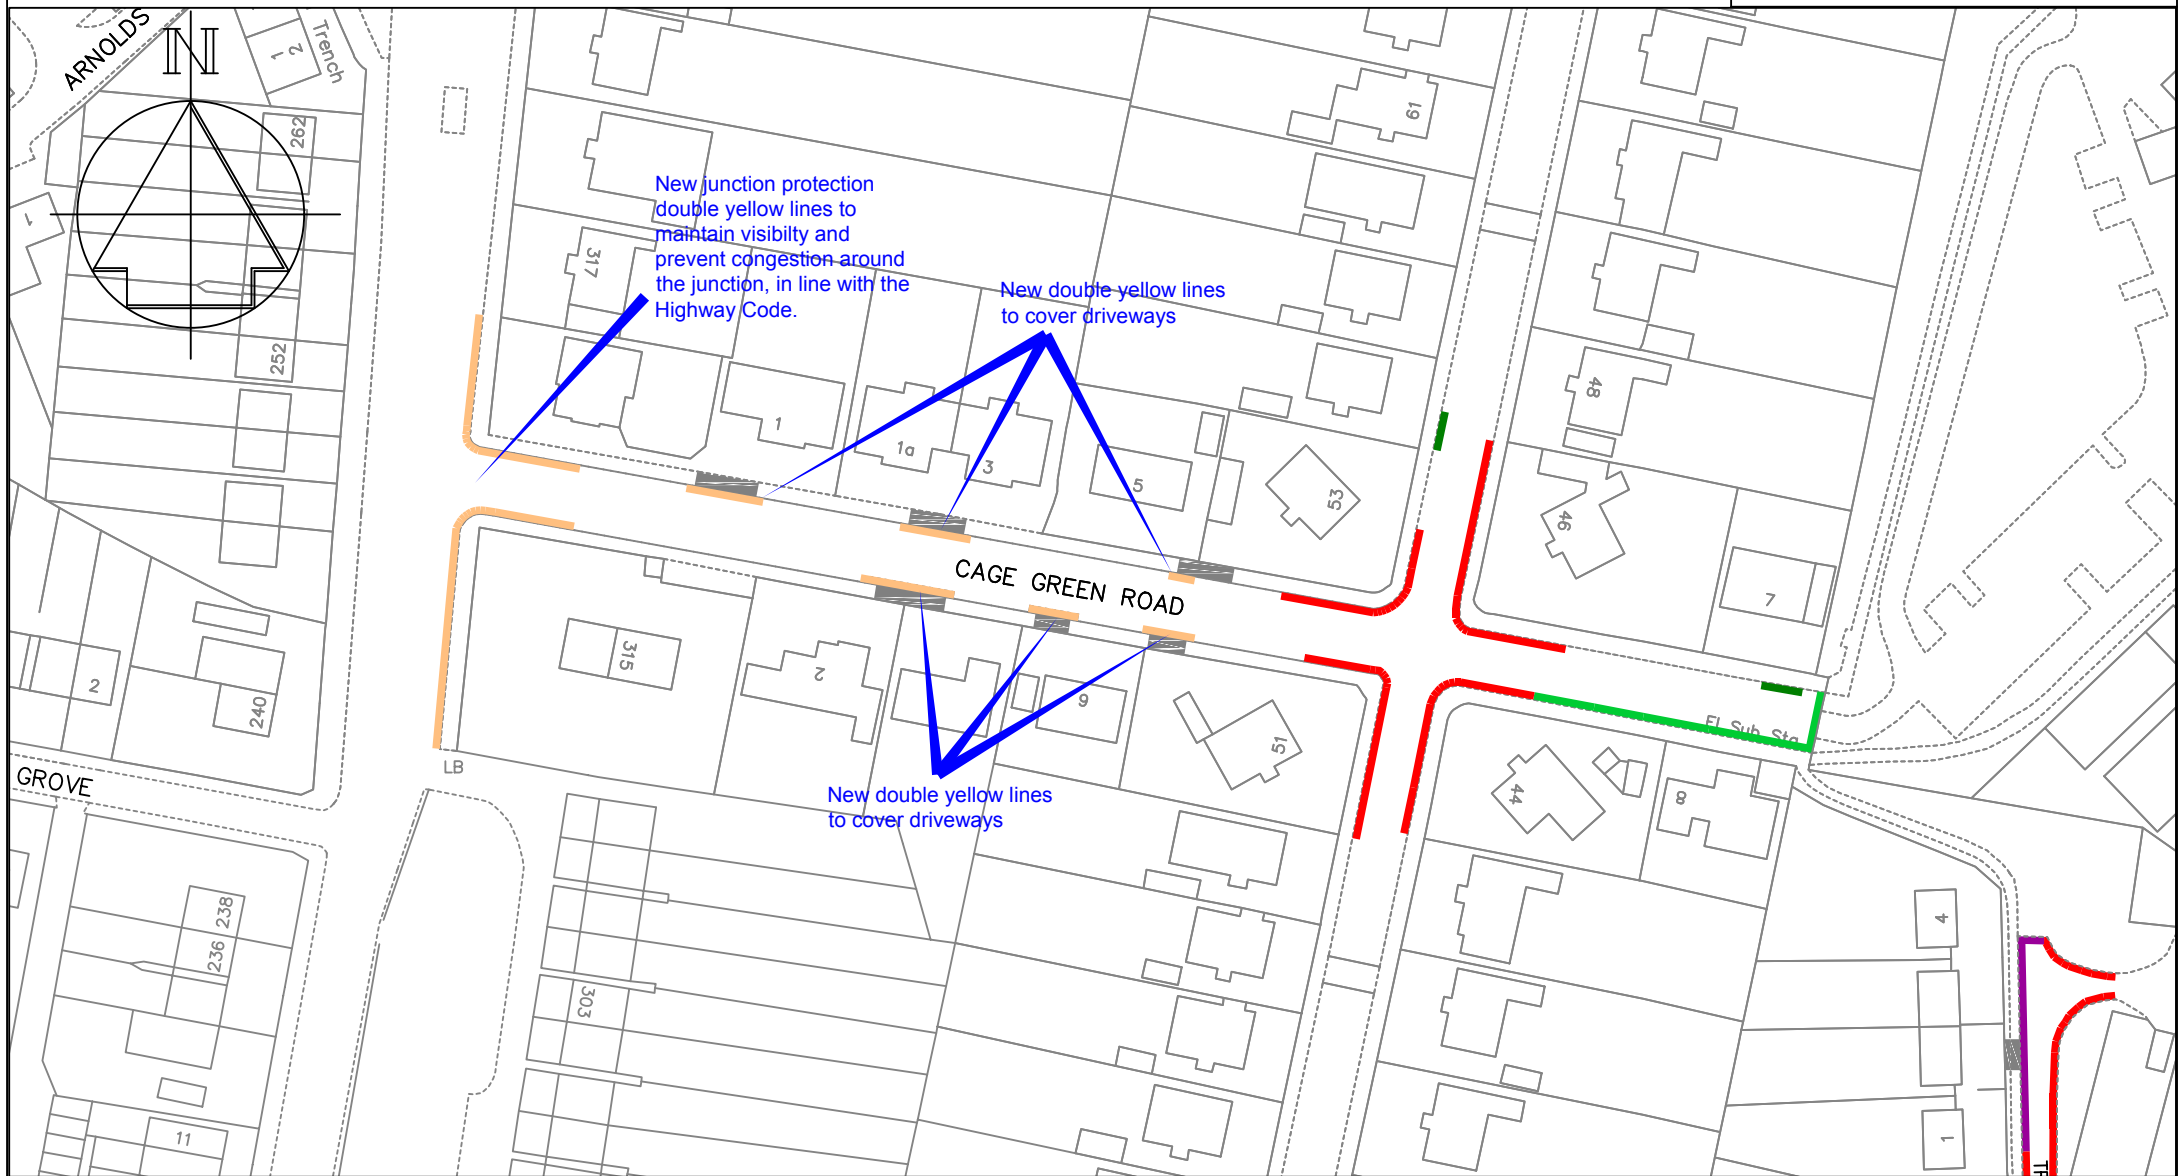 ARNOLDS
N
1 2
Trench
262
61
1
New junction protection
double yellow lines to
maintain visibilty and
prevent congestion around
the junction, in line with the
Highway Code.
317
New double yellow lines
to cover driveways
252
48
1
1a
3
5
53
46
CAGE GREEN ROAD
7
2
240
315
2
9
51
El Sub Sta
LB
GROVE
New double yellow lines
to cover driveways
44
8
238
236
4
303
11
1